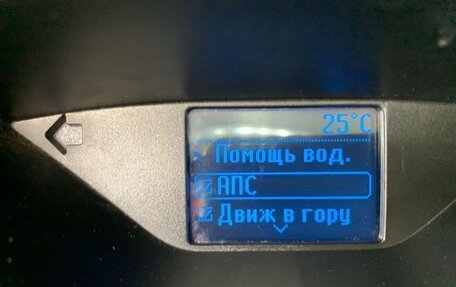 25°C
Помощь вод.
АПС
Движ в гору